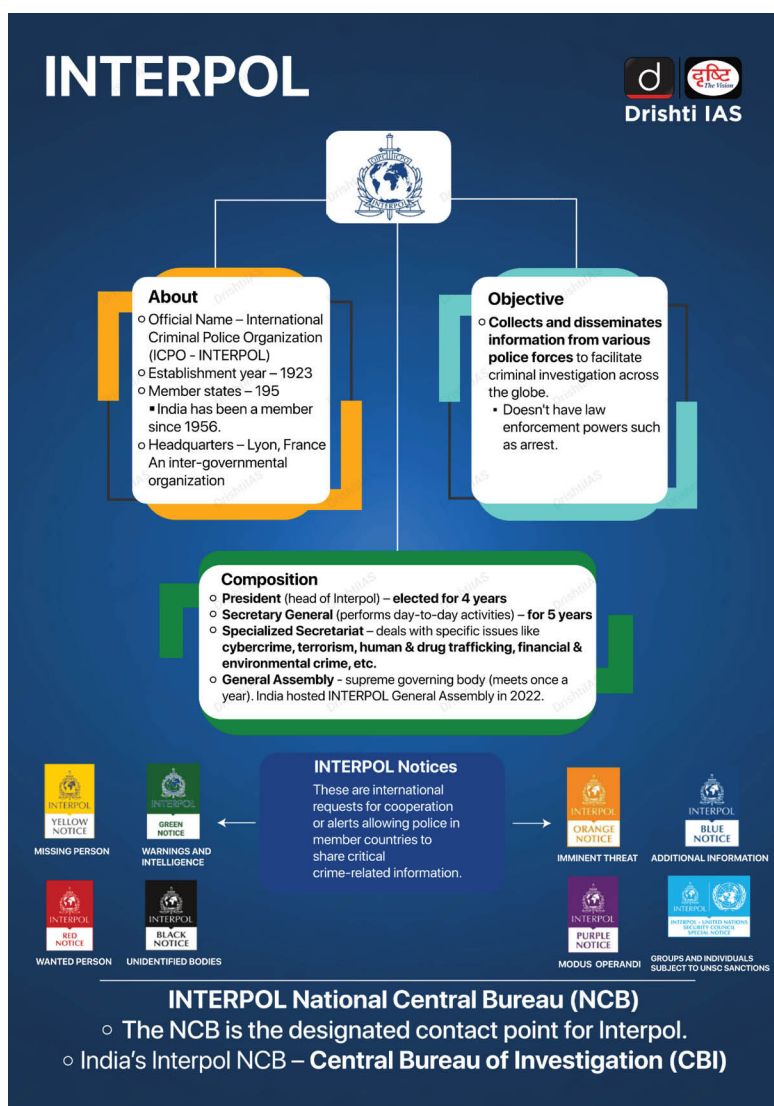 INTERPOL
d
दृष्टि
The Vision
Drishti IAS
OIPC ICPO
INTERPOL
About
Official Name – International
Criminal Police Organization
(ICPO - INTERPOL)
Establishment year – 1923
Member states – 195
India has been a member
since 1956.
Headquarters – Lyon, France
An inter-governmental
organization
Objective
Collects and disseminates
information from various
police forces to facilitate
criminal investigation across
the globe.
Doesn't have law
enforcement powers such
as arrest.
Composition
President (head of Interpol) – elected for 4 years
Secretary General (performs day-to-day activities) – for 5 years
Specialized Secretariat – deals with specific issues like
cybercrime, terrorism, human & drug trafficking, financial &
environmental crime, etc.
General Assembly - supreme governing body (meets once a
year). India hosted INTERPOL General Assembly in 2022.
INTERPOL Notices
These are international
requests for cooperation
or alerts allowing police in
member countries to
share critical
crime-related information.
INTERPOL
YELLOW
NOTICE
MISSING PERSON
INTERPOL
GREEN
NOTICE
WARNINGS AND
INTELLIGENCE
INTERPOL
RED
NOTICE
WANTED PERSON
INTERPOL
BLACK
NOTICE
UNIDENTIFIED BODIES
INTERPOL
ORANGE
NOTICE
IMMINENT THREAT
INTERPOL
BLUE
NOTICE
ADDITIONAL INFORMATION
INTERPOL
PURPLE
NOTICE
MODUS OPERANDI
INTERPOL
INTERPOL - UNITED NATIONS
SECURITY COUNCIL
SPECIAL NOTICE
GROUPS AND INDIVIDUALS
SUBJECT TO UNSC SANCTIONS
INTERPOL National Central Bureau (NCB)
The NCB is the designated contact point for Interpol.
India's Interpol NCB – Central Bureau of Investigation (CBI)